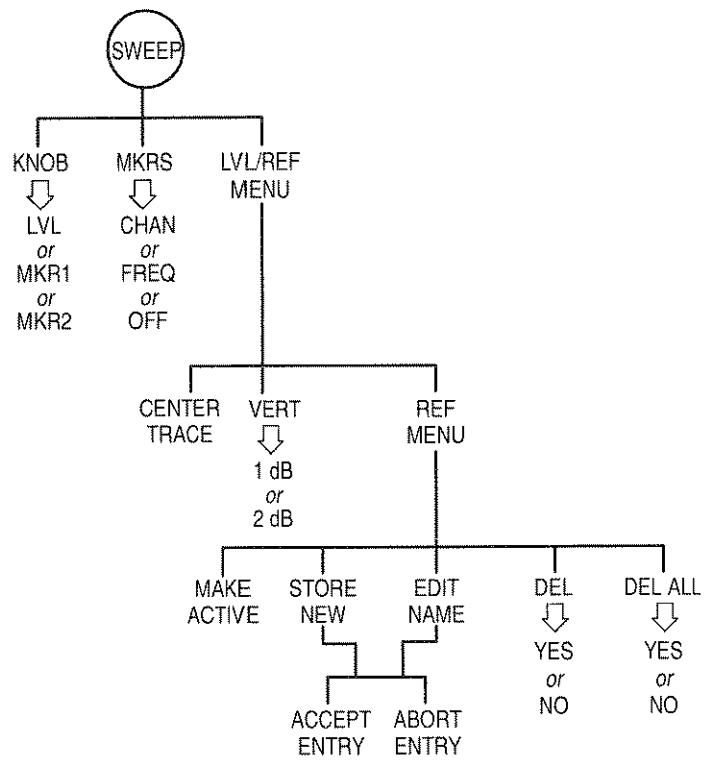 SWEEP
KNOB MKRS LVL/REF
MENU
LVL
or
MKR1
or
MKR2
CHAN
or
FREQ
or
OFF
CENTER
TRACE
VERT
1 dB
or
2 dB
REF
MENU
MAKE
ACTIVE
STORE
NEW
EDIT
NAME
DEL
YES
or
NO
DEL ALL
YES
or
NO
ACCEPT
ENTRY
ABORT
ENTRY